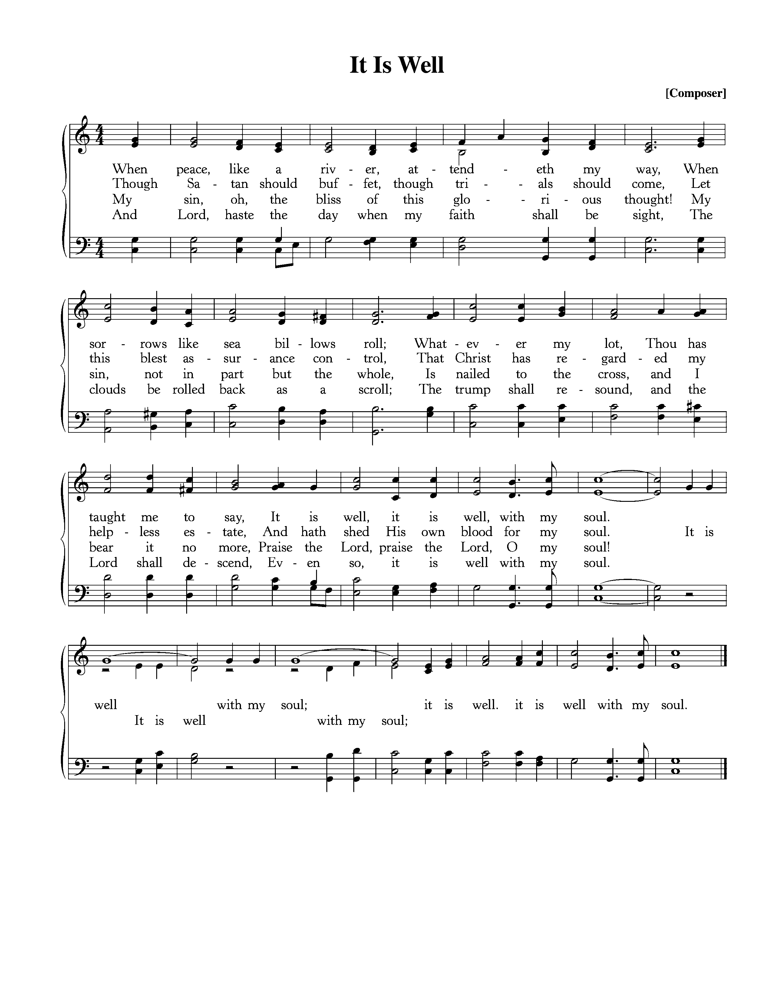 It Is Well
[Composer]
When peace, like a riv - er, at - tend - eth my way, When
Though Sa - tan should buf - fet, though tri - - als should come, Let
My sin, oh, the bliss of this glo - - ri - ous thought! My
And Lord, haste the day when my faith shall be sight, The
sor - rows like sea bil - lows roll; What - ev - er my lot, Thou has
this blest as - sur - ance con - trol, That Christ has re - gard - ed my
sin, not in part but the whole, Is nailed to the cross, and I
clouds be rolled back as a scroll; The trump shall re - sound, and the
taught me to say, It is well, it is well, with my soul.
help - less es - tate, And hath shed His own blood for my soul. It is
bear it no more, Praise the Lord, praise the Lord, O my soul!
Lord shall de - scend, Ev - en so, it is well with my soul.
well with my soul; it is well. it is well with my soul.
It is well with my soul;